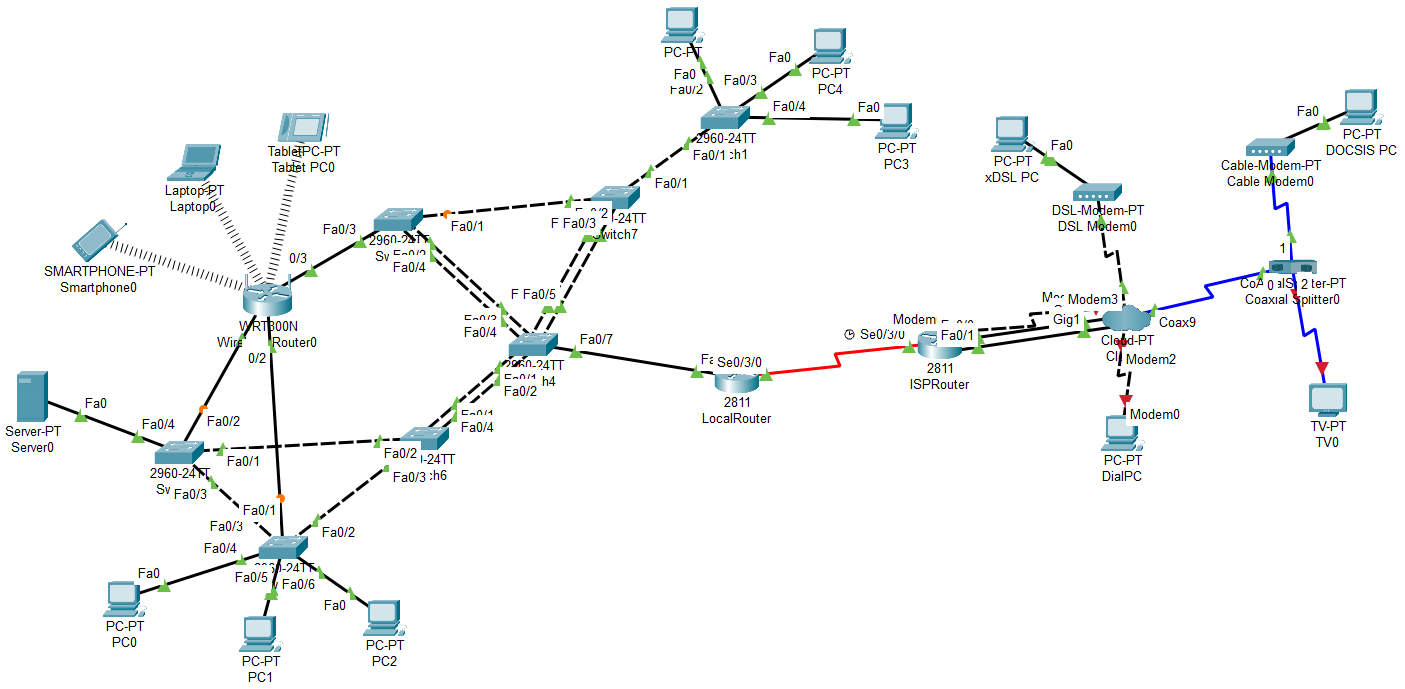 PC-PT
Fa0
Fa0/2
Fa0/3
Fa0
PC-PT
PC4
Fa0/4
Fa0
PC-PT
PC3
2960-24TT
Fa0/1
Fa0/1
TabletPC-PT
Tablet PC0
Laptop-PT
Laptop0
SMARTPHONE-PT
Smartphone0
Fa0/3
0/3
Fa0/1
Fa0/4
Fa0/3
Fa0/5
Fa0/4
WRT300N
Router0
0/2
Fa0/7
Fa0/2
Fa0/4
Server-PT
Server0
Fa0
Fa0/4
Fa0/2
Fa0/1
2960-24TT
Fa0/3
Fa0/2
Fa0/3
Fa0/1
Fa0/3
Fa0/2
Fa0/4
Fa0/5
Fa0/6
Fa0
PC-PT
PC0
PC-PT
PC1
Fa0
PC-PT
PC2
Se0/3/0
2811
LocalRouter
Se0/3/0
Modem
Fa0/1
2811
ISPRouter
PC-PT
xDSL PC
Fa0
DSL-Modem-PT
DSL Modem0
Modem3
Gig1
Cloud-PT
Coax9
Modem2
Modem0
PC-PT
DialPC
Fa0
PC-PT
DOCSIS PC
Cable-Modem-PT
Cable Modem0
1
0
2
Coaxial Splitter0
TV-PT
TV0